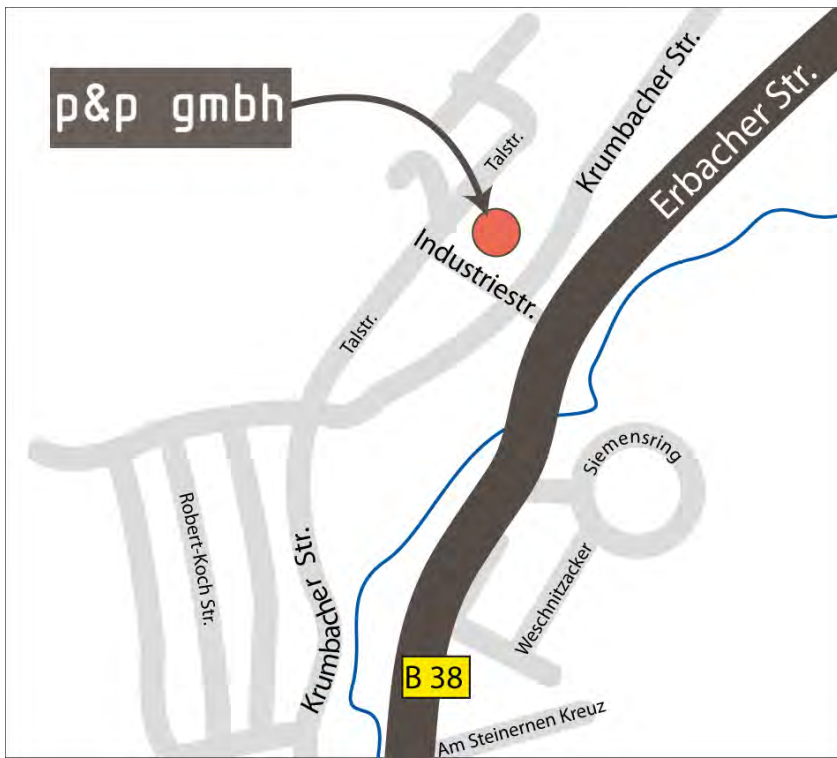 p&p gmbh
Krumbacher Str.
Erbacher Str.
Talstr.
Industriestr.
Talstr.
Siemensring
Robert-Koch Str.
Krumbacher Str.
Weschnitzacker
B 38
Am Steinernen Kreuz